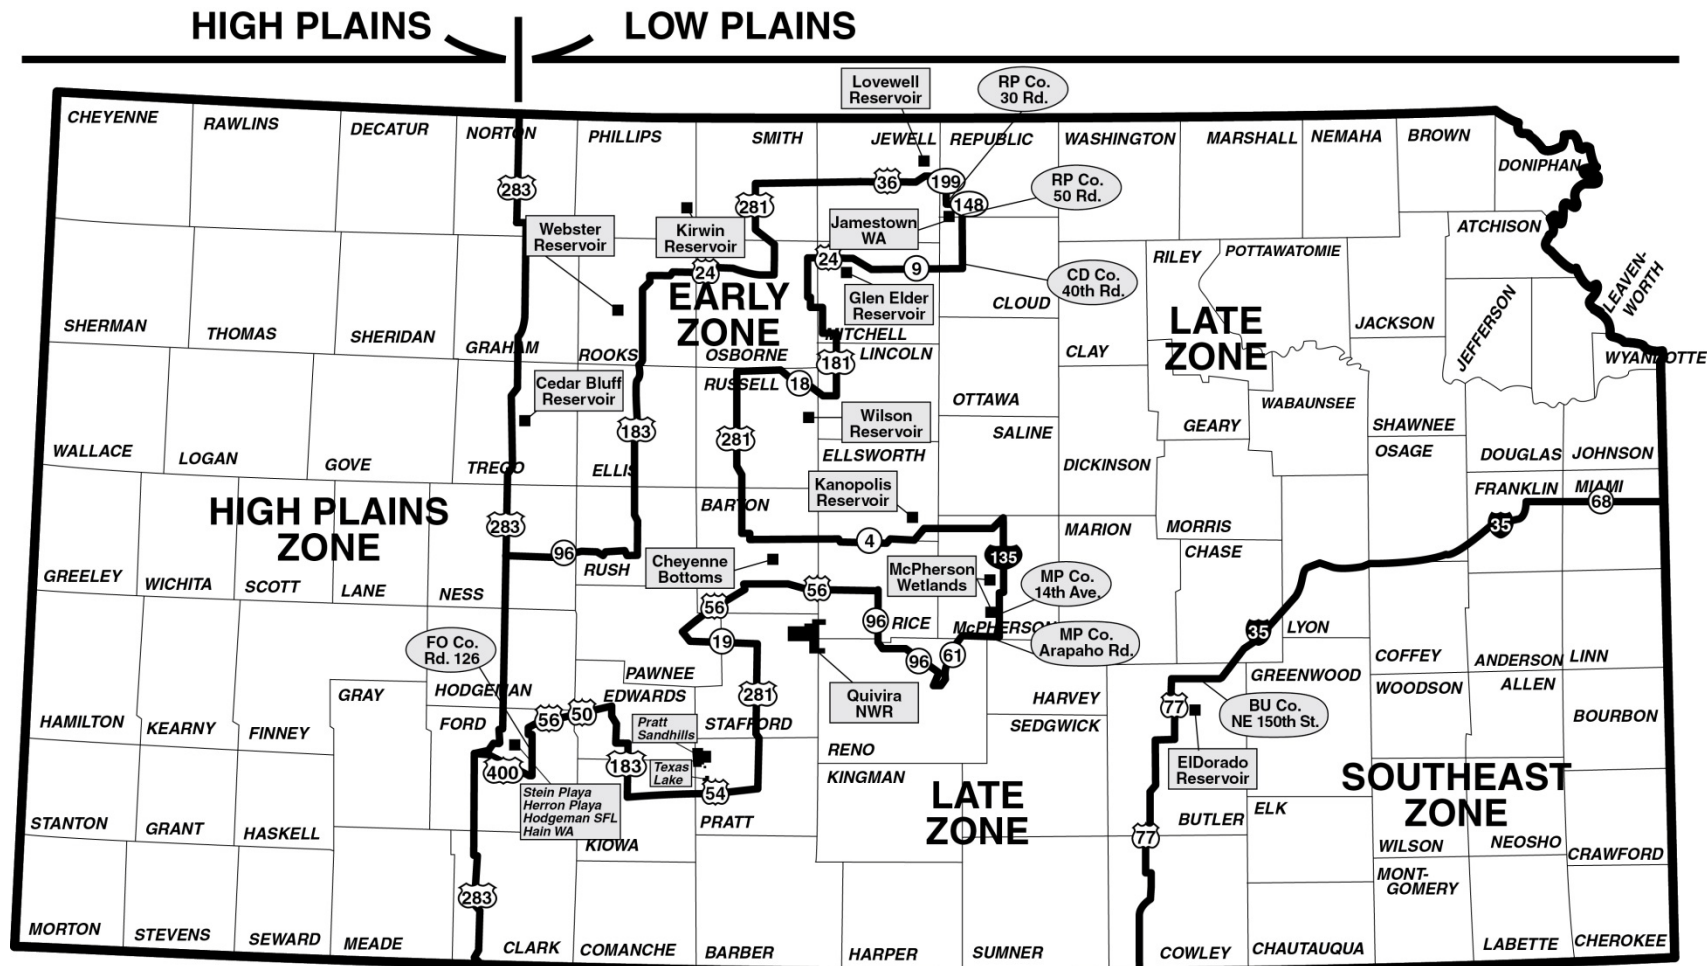 HIGH PLAINS
LOW PLAINS
Lovewell
Reservoir
RP Co.
30 Rd.
CHEYENNE
RAWLINS
DECATUR
NORTON
PHILLIPS
SMITH
JEWELL
REPUBLIC
WASHINGTON
MARSHALL
NEMAHA
BROWN
DONIPHAN
283
36
199
281
148
RP Co.
50 Rd.
Webster
Reservoir
Kirwin
Reservoir
Jamestown
WA
ATCHISON
RILEY
POTTAWATOMIE
24
24
9
CD Co.
40th Rd.
LEAVEN-
WORTH
EARLY
ZONE
Glen Elder
Reservoir
CLOUD
SHERMAN
THOMAS
SHERIDAN
GRAHAM
ROOKS
OSBORNE
MITCHELL
LINCOLN
CLAY
LATE
ZONE
JACKSON
JEFFERSON
WYANDOTTE
181
RUSSELL
18
Cedar Bluff
Reservoir
OTTAWA
WABAUNSEE
Wilson
Reservoir
183
281
SALINE
GEARY
SHAWNEE
WALLACE
LOGAN
GOVE
TREGO
ELLIS
ELLSWORTH
DICKINSON
OSAGE
DOUGLAS
JOHNSON
Kanopolis
Reservoir
FRANKLIN
MIAMI
68
HIGH PLAINS
ZONE
283
BARTON
MARION
MORRIS
35
96
4
135
CHASE
Cheyenne
Bottoms
McPherson
Wetlands
MP Co.
14th Ave.
GREELEY
WICHITA
SCOTT
LANE
NESS
RUSH
56
56
96
RICE
McPHERSON
MP Co.
Arapaho Rd.
35
LYON
FO Co.
Rd. 126
19
96
61
COFFEY
ANDERSON
LINN
PAWNEE
HODGEMAN
EDWARDS
GRAY
281
Quivira
NWR
HARVEY
GREENWOOD
WOODSON
ALLEN
HAMILTON
KEARNY
FINNEY
FORD
56
50
STAFFORD
SEDGWICK
77
BU Co.
NE 150th St.
BOURBON
Pratt
Sandhills
RENO
400
183
Texas
Lake
KINGMAN
ElDorado
Reservoir
SOUTHEAST
ZONE
Stein Playa
Herron Playa
Hodgeman SFL
Hain WA
54
LATE
ZONE
STANTON
GRANT
HASKELL
KIOWA
PRATT
BUTLER
ELK
77
WILSON
NEOSHO
CRAWFORD
MONT-
GOMERY
283
MORTON
STEVENS
SEWARD
MEADE
CLARK
COMANCHE
BARBER
HARPER
SUMNER
COWLEY
CHAUTAUQUA
LABETTE
CHEROKEE